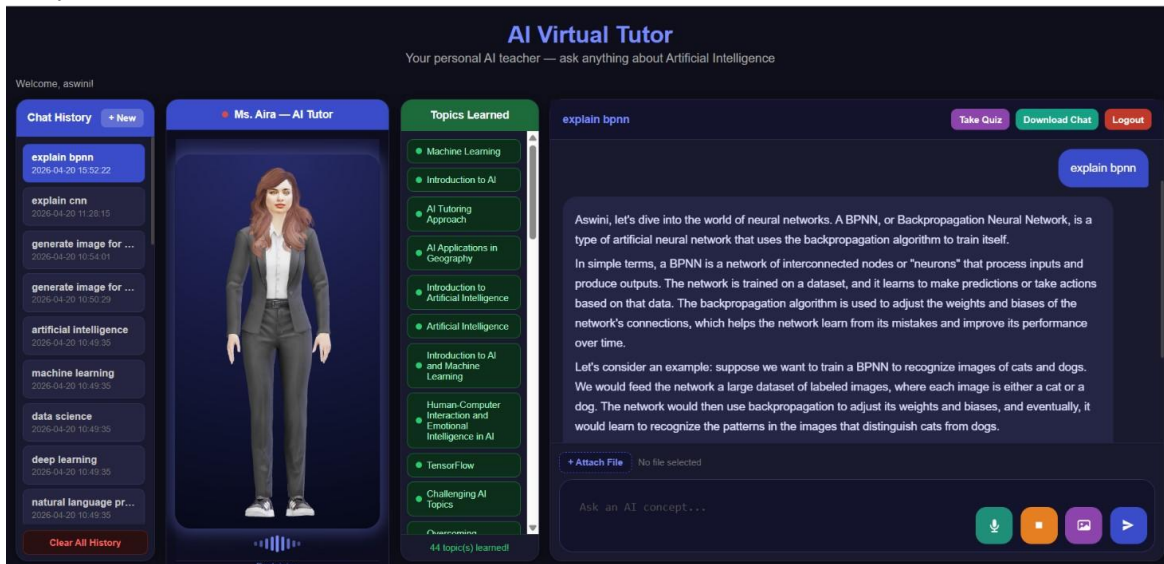 AI Virtual Tutor
Your personal AI teacher — ask anything about Artificial Intelligence
Welcome, aswini!
Chat History
+ New
explain bpnn
2026-04-20 15:52:22
explain cnn
2026-04-20 11:28:15
generate image for ...
2026-04-20 10:54:01
generate image for ...
2026-04-20 10:50:29
artificial intelligence
2026-04-20 10:49:35
machine learning
2026-04-20 10:49:35
data science
2026-04-20 10:49:35
deep learning
2026-04-20 10:49:35
natural language pr...
2026-04-20 10:49:35
Clear All History
Ms. Aira — AI Tutor
Topics Learned
Machine Learning
Introduction to AI
AI Tutoring
Approach
AI Applications in
Geography
Introduction to
Artificial Intelligence
Artificial Intelligence
Introduction to AI
and Machine
Learning
Human-Computer
Interaction and
Emotional
Intelligence in AI
TensorFlow
Challenging AI
Topics
Overcoming
44 topic(s) learned!
explain bpnn
Take Quiz
Download Chat
Logout
explain bpnn
Aswini, let's dive into the world of neural networks. A BPNN, or Backpropagation Neural Network, is a
type of artificial neural network that uses the backpropagation algorithm to train itself.
In simple terms, a BPNN is a network of interconnected nodes or "neurons" that process inputs and
produce outputs. The network is trained on a dataset, and it learns to make predictions or take actions
based on that data. The backpropagation algorithm is used to adjust the weights and biases of the
network's connections, which helps the network learn from its mistakes and improve its performance
over time.
Let's consider an example: suppose we want to train a BPNN to recognize images of cats and dogs.
We would feed the network a large dataset of labeled images, where each image is either a cat or a
dog. The network would then use backpropagation to adjust its weights and biases, and eventually, it
would learn to recognize the patterns in the images that distinguish cats from dogs.
+ Attach File
No file selected
Ask an AI concept...